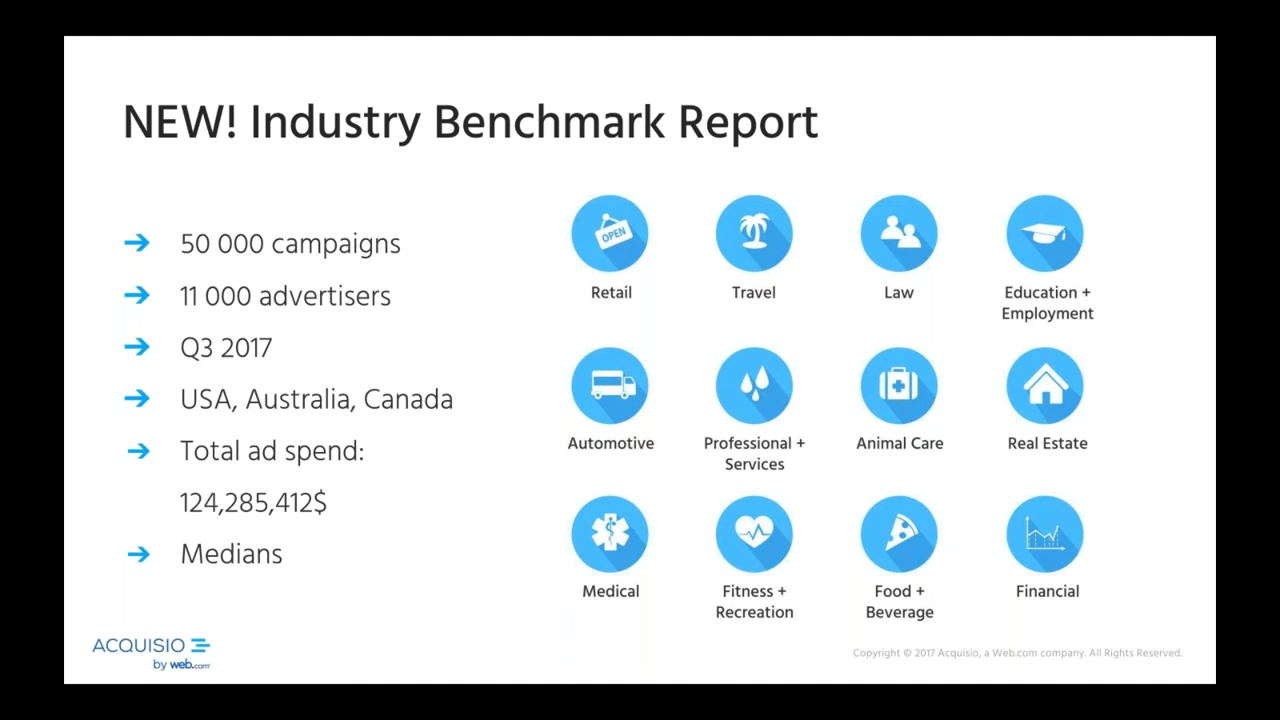 NEW! Industry Benchmark Report
50 000 campaigns
11 000 advertisers
Q3 2017
USA, Australia, Canada
Total ad spend:
124,285,412$
Medians
OPEN
Retail
Travel
Law
Education +
Employment
Automotive
Professional +
Services
Animal Care
Real Estate
Medical
Fitness +
Recreation
Food +
Beverage
Financial
ACQUISIO
by web.com
Copyright © 2017 Acquisio, a Web.com company. All Rights Reserved.